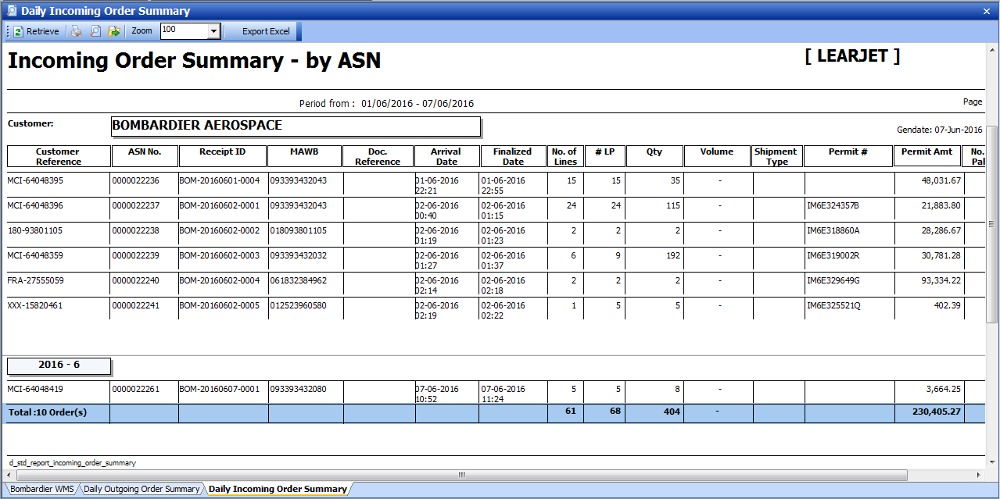 Daily Incoming Order Summary
Retrieve Zoom 100 Export Excel
Incoming Order Summary - by ASN [ LEARJET ]
Period from : 01/06/2016 - 07/06/2016 Page
Customer: BOMBARDIER AEROSPACE Gendate: 07-Jun-2016
Customer Reference ASN No. Receipt ID MAWB Doc. Reference Arrival Date Finalized Date No. of Lines # LP Qty Volume Shipment Type Permit # Permit Amt No. Pal
MCI-64048395 0000022236 BOM-20160601-0004 093393432043 01-06-2016 22:21 01-06-2016 22:55 15 15 35 - 48,031.67
MCI-64048396 0000022237 BOM-20160602-0001 093393432043 02-06-2016 00:40 02-06-2016 01:15 24 24 115 - IM6E324357B 21,883.80
180-93801105 0000022238 BOM-20160602-0002 018093801105 02-06-2016 01:19 02-06-2016 01:23 2 2 2 - IM6E318860A 28,286.67
MCI-64048359 0000022239 BOM-20160602-0003 093393432032 02-06-2016 01:27 02-06-2016 01:37 6 9 192 - IM6E319002R 30,781.28
FRA-27555059 0000022240 BOM-20160602-0004 061832384962 02-06-2016 02:14 02-06-2016 02:18 2 2 2 - IM6E329649G 93,334.22
XXX-15820461 0000022241 BOM-20160602-0005 012523960580 02-06-2016 02:19 02-06-2016 02:22 1 5 5 - IM6E325521Q 402.39
2016 - 6
MCI-64048419 0000022261 BOM-20160607-0001 093393432080 07-06-2016 10:52 07-06-2016 11:24 5 5 8 - 3,664.25
Total :10 Order(s) 61 68 404 - 230,405.27
d_std_report_incoming_order_summary
Bombardier WMS Daily Outgoing Order Summary Daily Incoming Order Summary